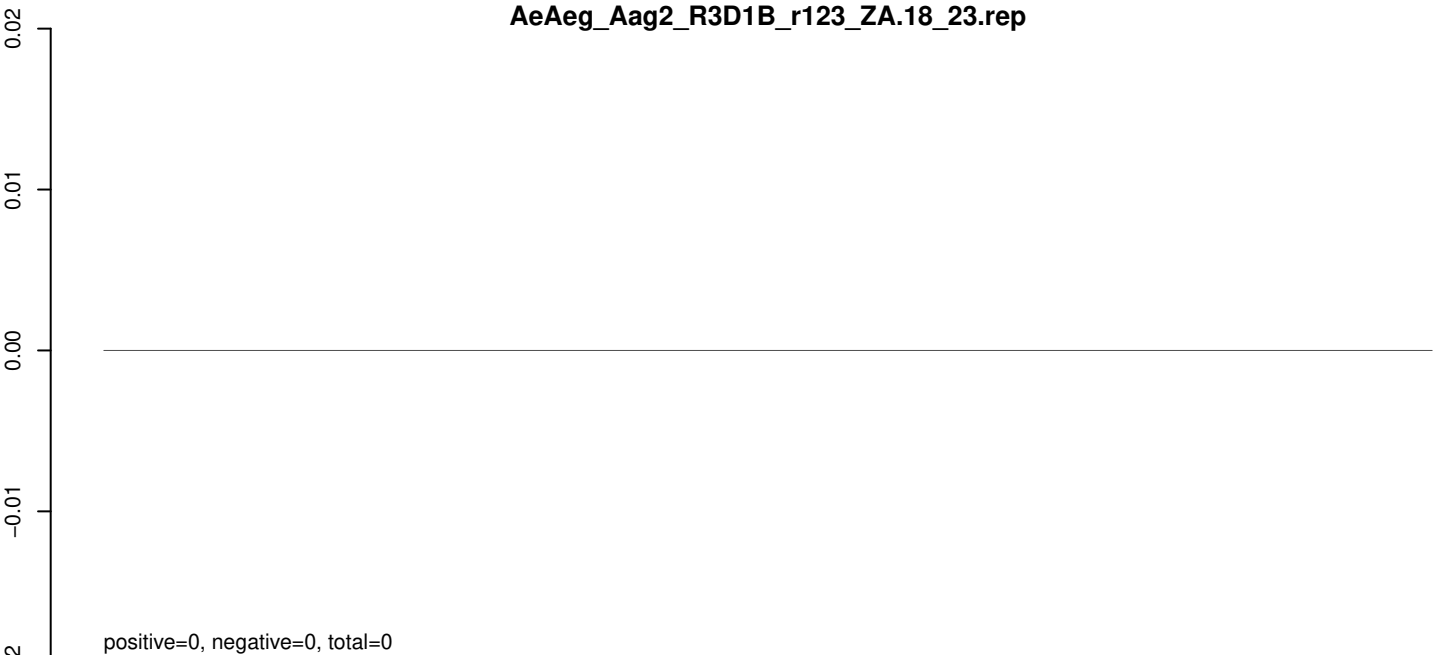 AeAeg_Aag2_R3D1B_r123_ZA.18_23.rep
0.02
0.01
0.00
−0.01
positive=0, negative=0, total=0